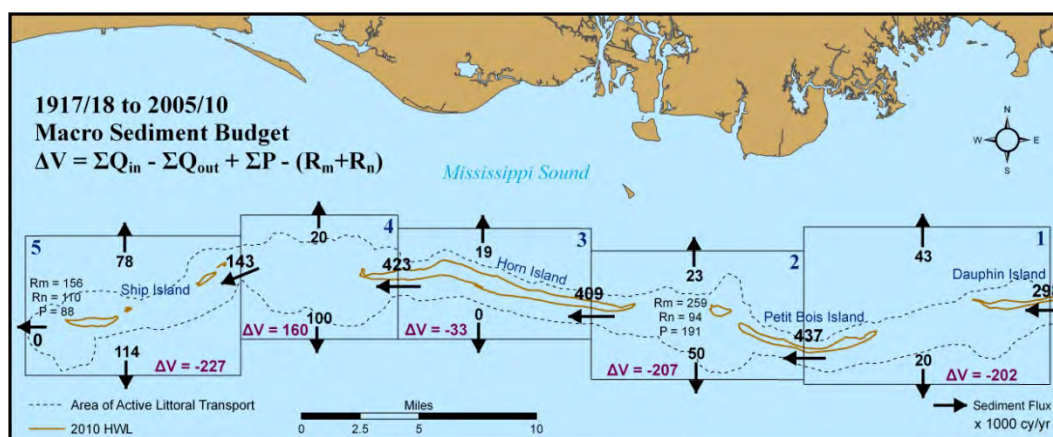 1917/18 to 2005/10
Macro Sediment Budget
ΔV = ΣQin - ΣQout + ΣP - (Rm+Rn)
Mississippi Sound
N
W E
S
5
78
143
Rm = 156
Rn = 110
P = 88
Ship Island
0
114
ΔV = -227
4
20
423
100
ΔV = 160
3
19
Horn Island
409
0
ΔV = -33
2
23
Rm = 259
Rn = 94
P = 191
Petit Bois Island
437
50
ΔV = -207
1
43
Dauphin Island
20
ΔV = -202
Area of Active Littoral Transport
2010 HWL
Miles
0 2.5 5 10
Sediment Flux
x 1000 cy/yr